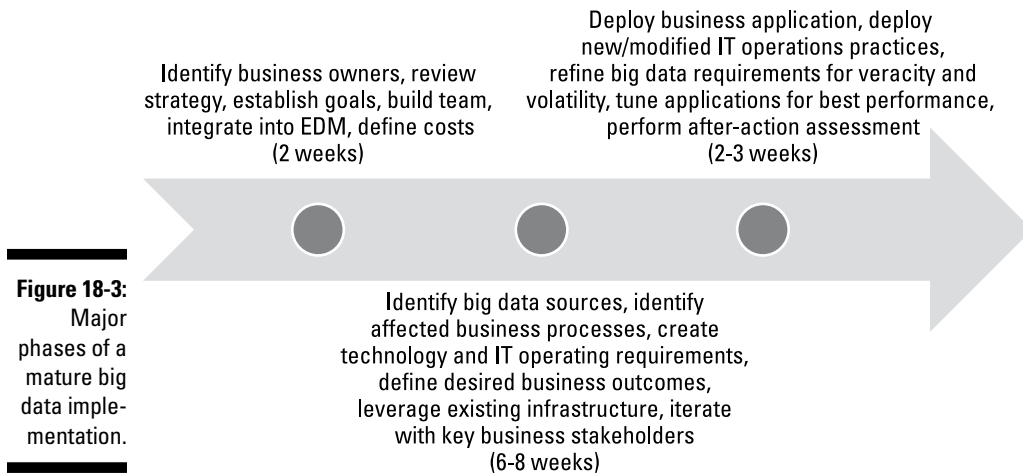 Deploy business application, deploy
new/modified IT operations practices,
refine big data requirements for veracity and
volatility, tune applications for best performance,
perform after-action assessment
(2-3 weeks)
Identify business owners, review
strategy, establish goals, build team,
integrate into EDM, define costs
(2 weeks)
Figure 18-3:
Major
phases of a
mature big
data imple-
mentation.
Identify big data sources, identify
affected business processes, create
technology and IT operating requirements,
define desired business outcomes,
leverage existing infrastructure, iterate
with key business stakeholders
(6-8 weeks)